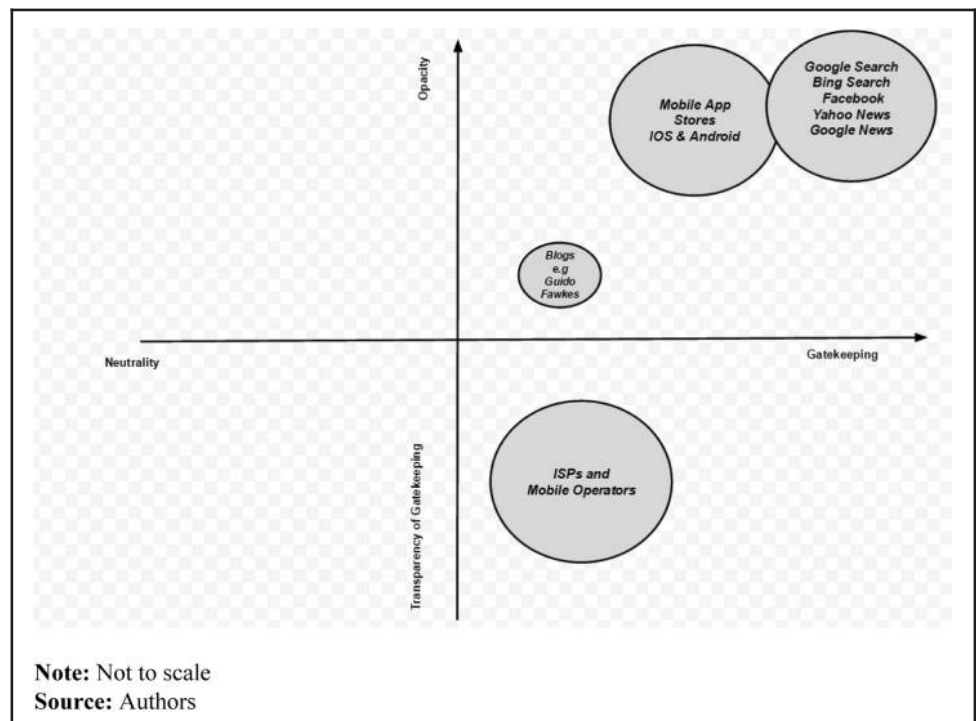 Opacity
Google Search
Bing Search
Facebook
Yahoo News
Google News
Mobile App
Stores
IOS & Android
Blogs
e.g
Guido
Fawkes
Neutrality
Gatekeeping
Transparency of Gatekeeping
ISPs and
Mobile Operators
Note: Not to scale
Source: Authors